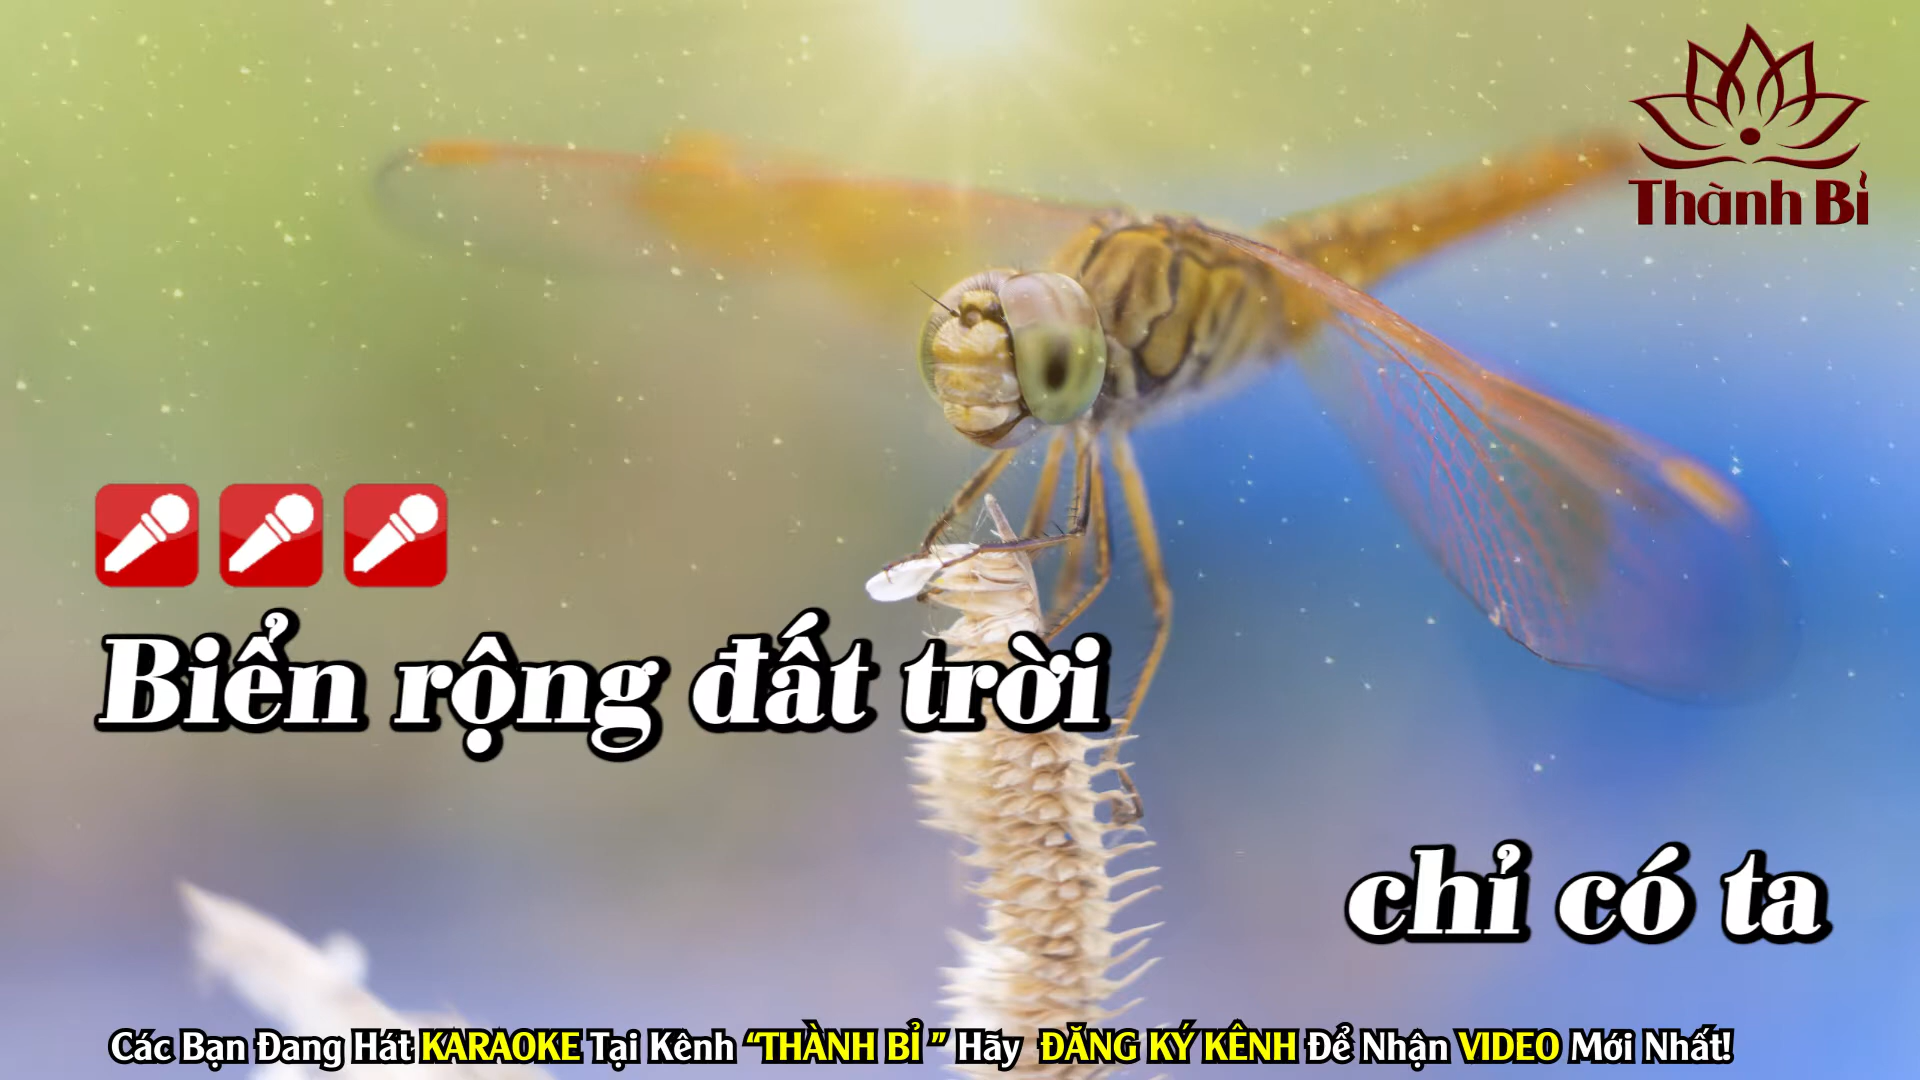 Thành Bỉ
Biển rộng đất trời
chỉ có ta
Các Bạn Đang Hát KARAOKE Tại Kênh “THÀNH BỈ ” Hãy ĐĂNG KÝ KÊNH Để Nhận VIDEO Mới Nhất!